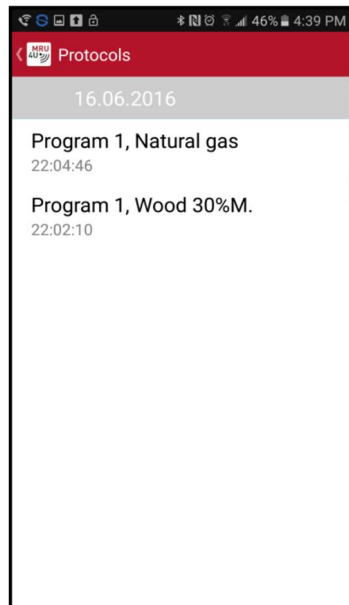 46% 4:39 PM
MRU
4U
Protocols
16.06.2016
Program 1, Natural gas
22:04:46
Program 1, Wood 30%M.
22:02:10